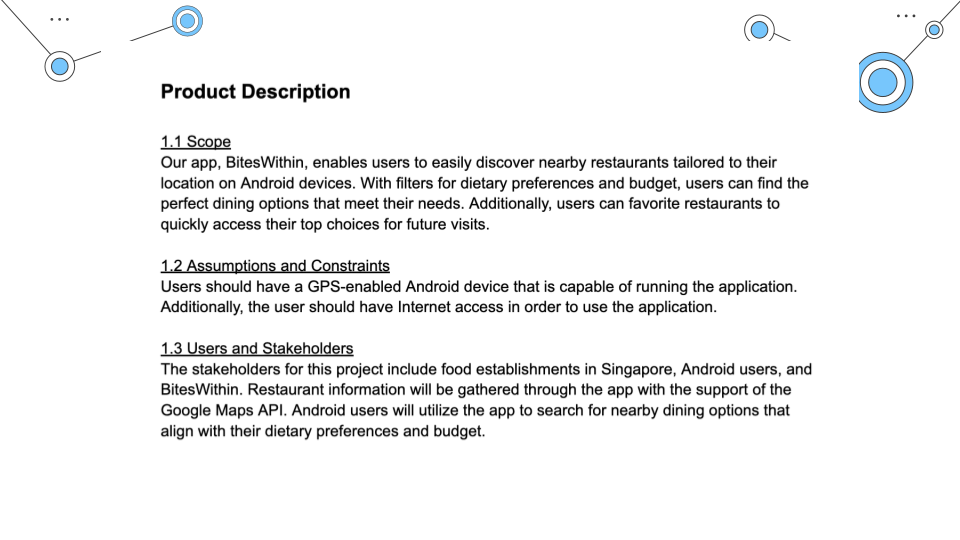 Product Description
1.1 Scope
Our app, BitesWithin, enables users to easily discover nearby restaurants tailored to their
location on Android devices. With filters for dietary preferences and budget, users can find the
perfect dining options that meet their needs. Additionally, users can favorite restaurants to
quickly access their top choices for future visits.
1.2 Assumptions and Constraints
Users should have a GPS-enabled Android device that is capable of running the application.
Additionally, the user should have Internet access in order to use the application.
1.3 Users and Stakeholders
The stakeholders for this project include food establishments in Singapore, Android users, and
BitesWithin. Restaurant information will be gathered through the app with the support of the
Google Maps API. Android users will utilize the app to search for nearby dining options that
align with their dietary preferences and budget.